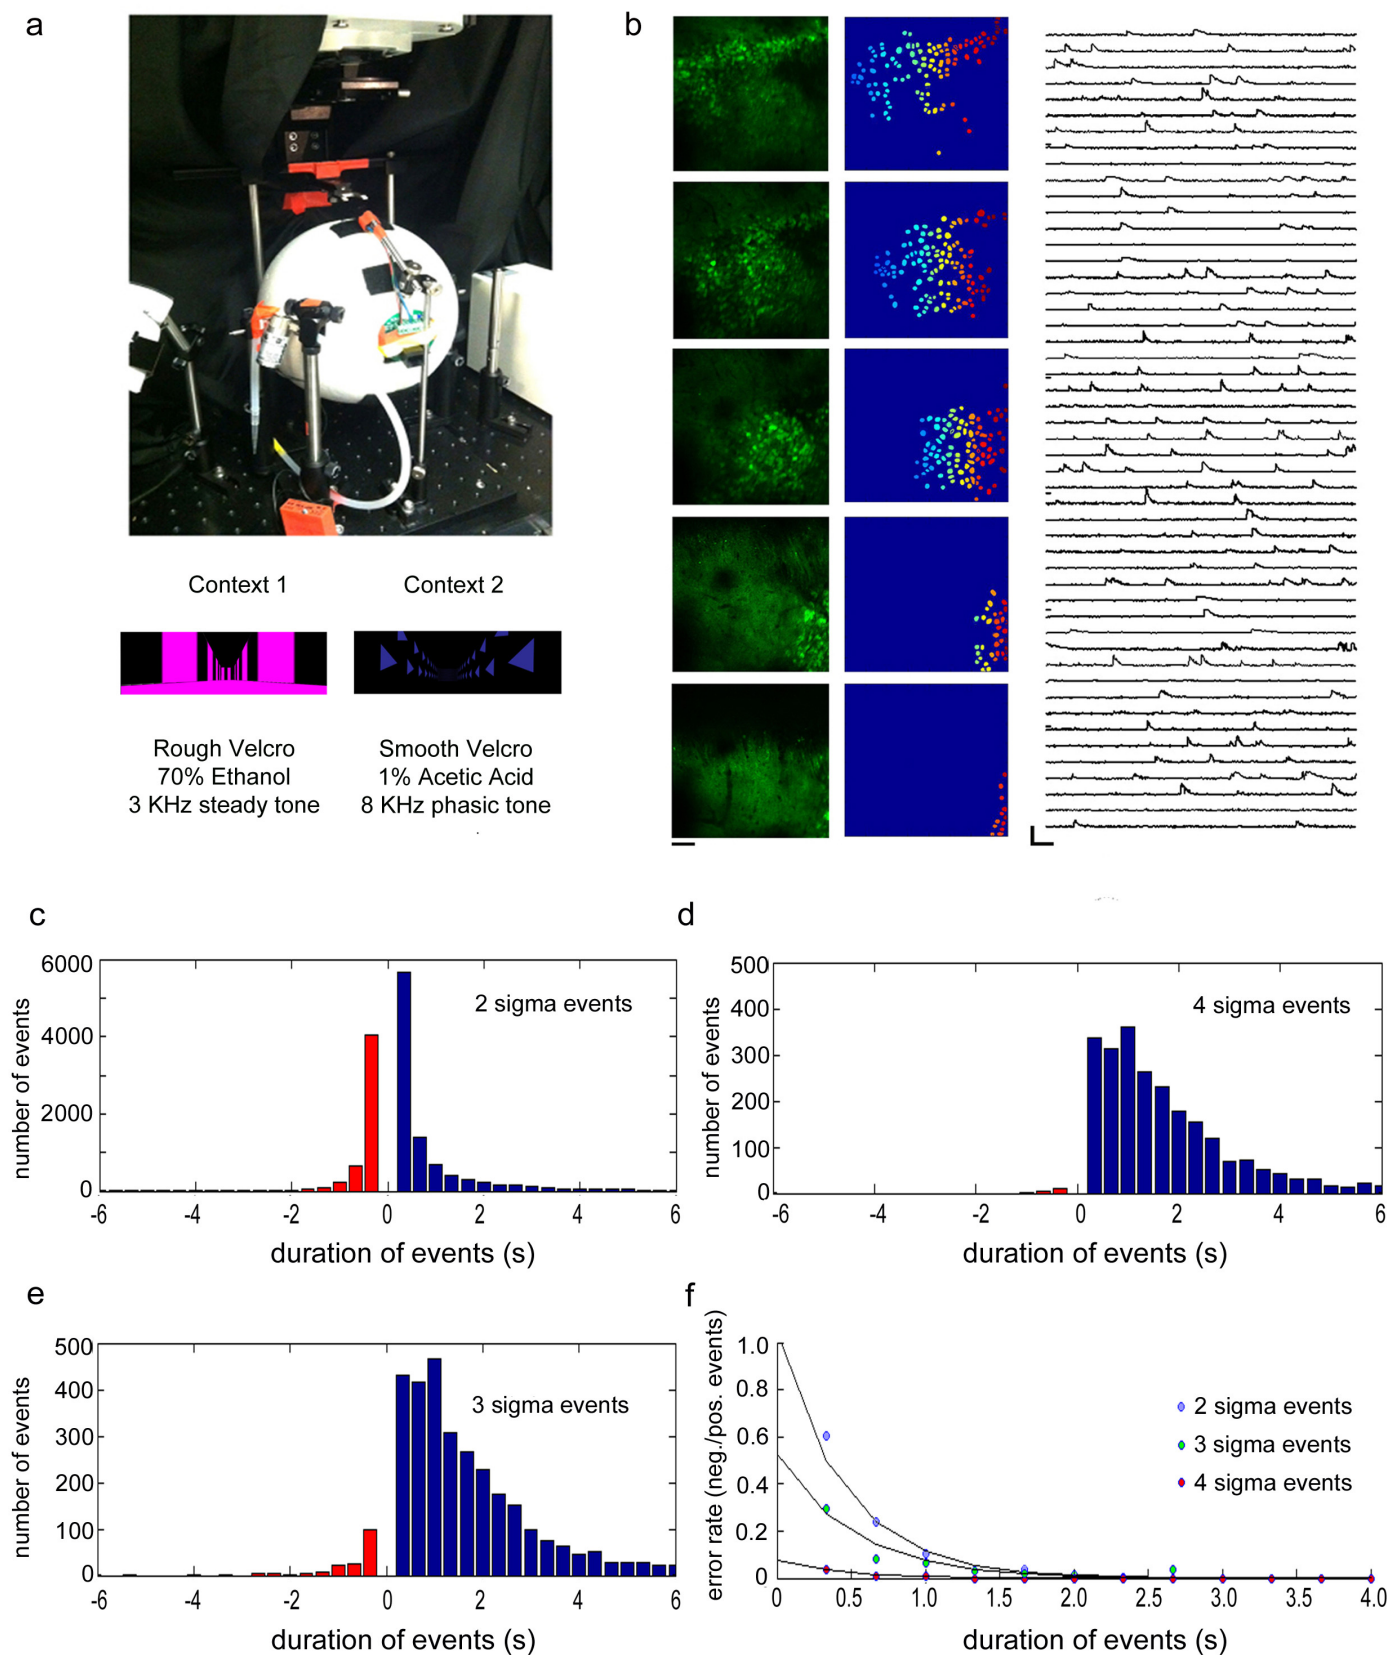 a
Context 1
Context 2
Rough Velcro
70% Ethanol
3 KHz steady tone
Smooth Velcro
1% Acetic Acid
8 KHz phasic tone
b
c
number of events
6000
4000
2000
0
2 sigma events
-6
-4
-2
0
2
4
6
duration of events (s)
d
number of events
500
400
300
200
100
0
4 sigma events
-6
-4
-2
0
2
4
6
duration of events (s)
e
number of events
500
400
300
200
100
0
3 sigma events
-6
-4
-2
0
2
4
6
duration of events (s)
f
error rate (neg./pos. events)
1.0
0.8
0.6
0.4
0.2
0
2 sigma events
3 sigma events
4 sigma events
0
0.5
1.0
1.5
2.0
2.5
3.0
3.5
4.0
duration of events (s)